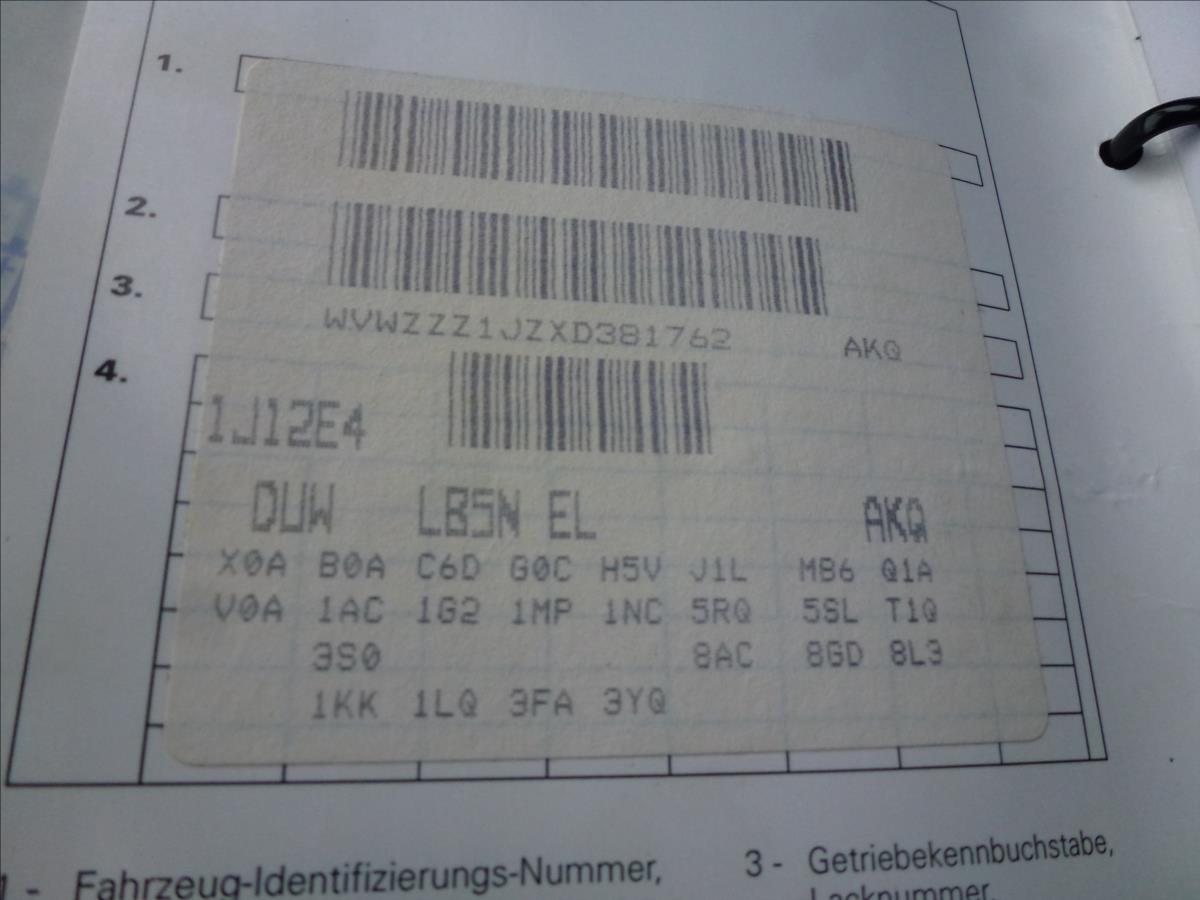 1.
2.
3.
WVWZZZ1JZXD381762 AKQ
4.
1J12E4
DUW LB5N EL AKQ
X0A B0A C6D G0C H5V J1L MB6 Q1A
V0A 1AC 1G2 1MP 1NC 5RQ 5SL T1Q
3S0 8AC 8GD 8L3
1KK 1LQ 3FA 3YQ
1 - Fahrzeug-Identifizierungs-Nummer,
3 - Getriebekennbuchstabe,
Lacknummer,